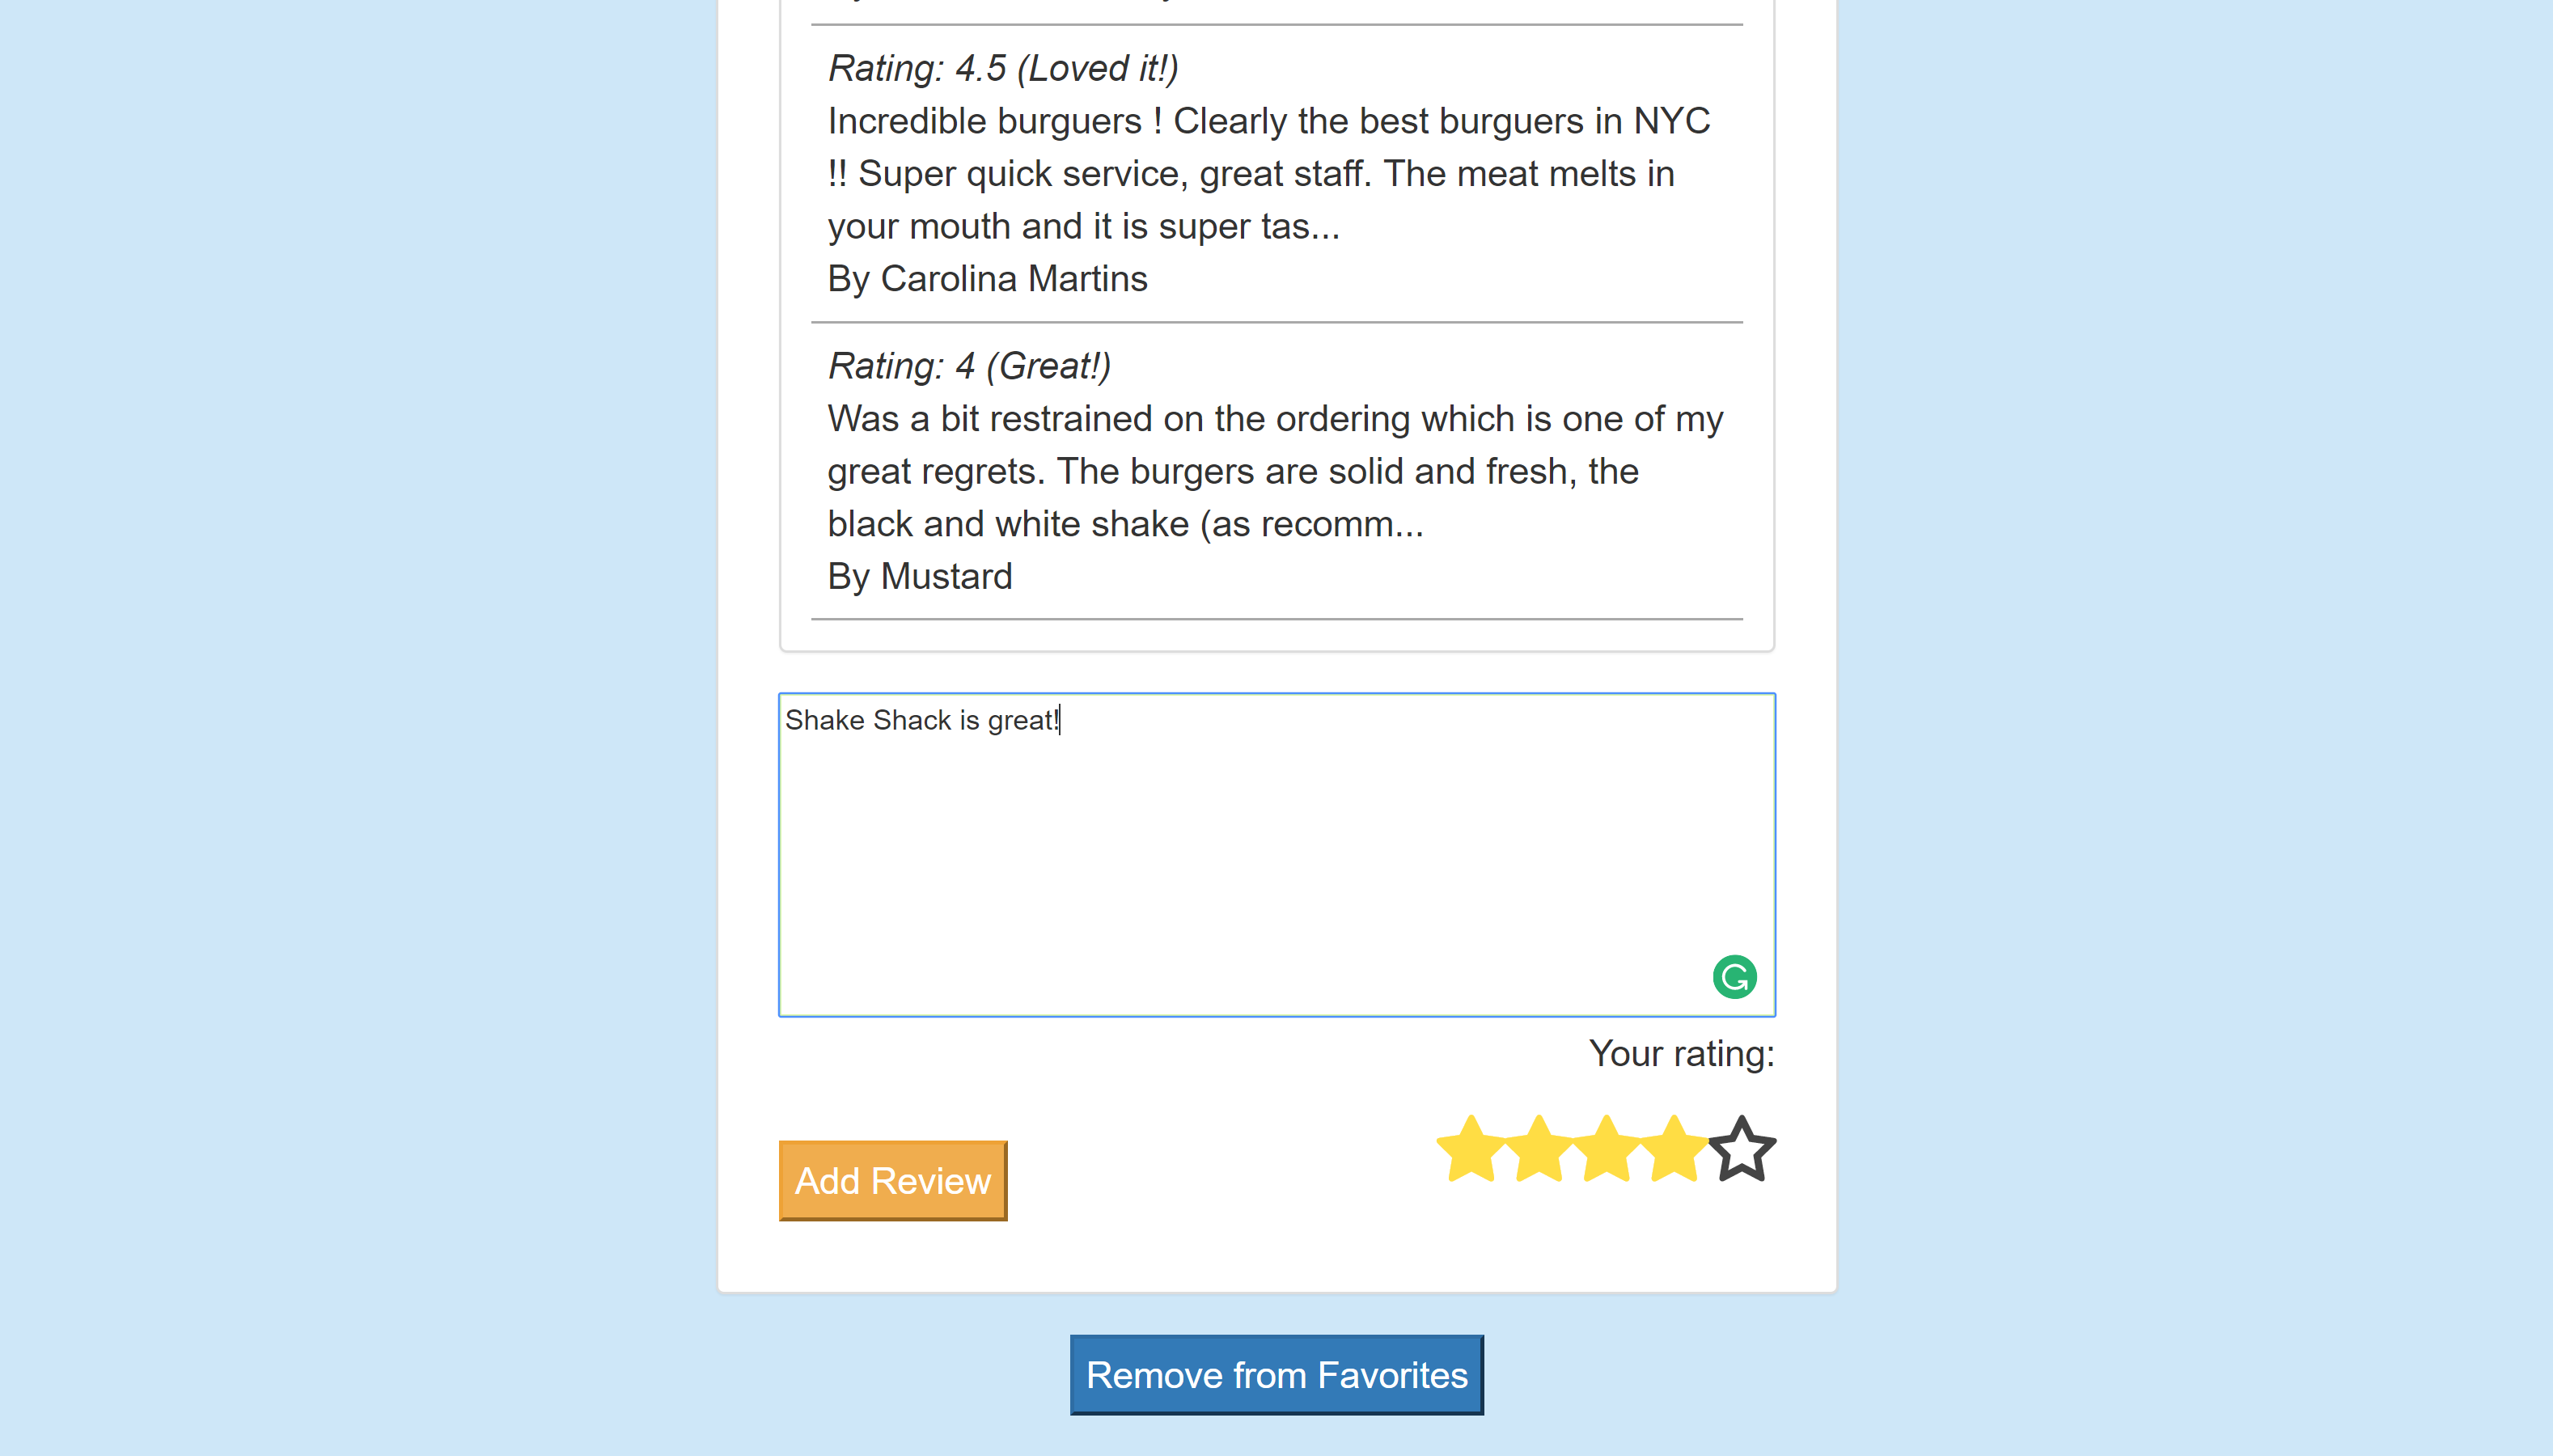 Rating: 4.5 (Loved it!)
Incredible burguers ! Clearly the best burguers in NYC
!! Super quick service, great staff. The meat melts in
your mouth and it is super tas...
By Carolina Martins
Rating: 4 (Great!)
Was a bit restrained on the ordering which is one of my
great regrets. The burgers are solid and fresh, the
black and white shake (as recomm...
By Mustard
Shake Shack is great!
Your rating:
Add Review
Remove from Favorites